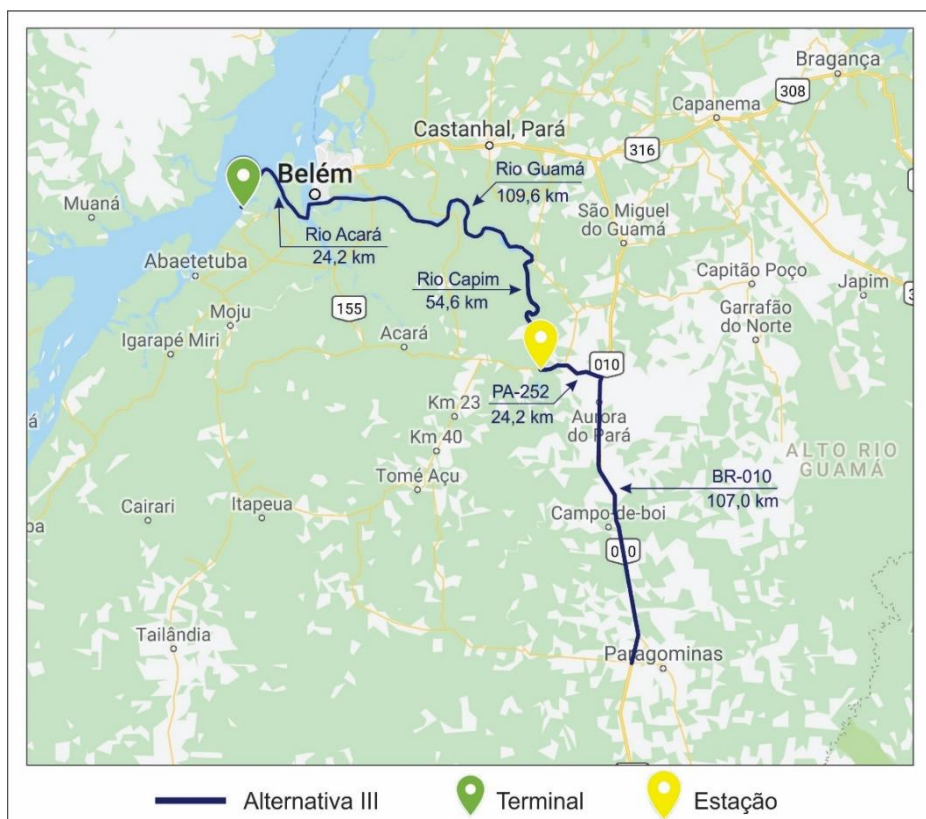 Bragança
308
Capanema
Castanhal, Pará
316
Belém
Rio Guamá
109,6 km
Muaná
São Miguel
do Guamá
Rio Acará
24,2 km
Abaetetuba
Rio Capim
54,6 km
Capitão Poço
Japim
3
155
Moju
Garrafão
do Norte
Igarapé Miri
Acará
010
PA-252
24,2 km
Km 23
Aurora
do Pará
á
Km 40
ALTO RIO
GUAMÁ
Tomé Açu
BR-010
107,0 km
Cairari
Itapeua
Campo-de-boi
ba
010
Tailândia
Paragominas
Alternativa III
Terminal
Estação